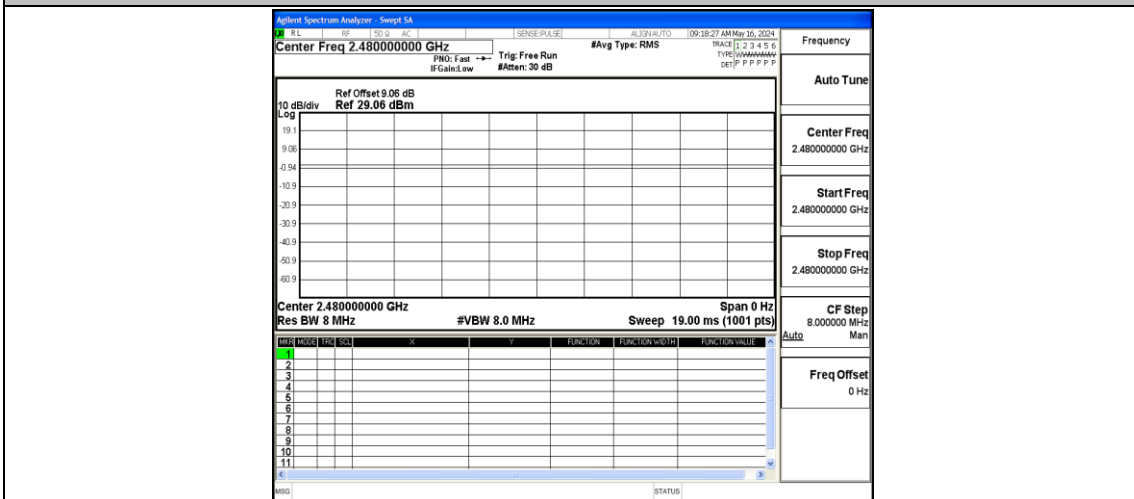 Agilent Spectrum Analyzer - Swept SA
RL RF 50 Ω AC SENSE:PULSE ALIGNAUTO 09:18:27 AM May 16, 2024
Center Freq 2.480000000 GHz #Avg Type: RMS TRACE 1 2 3 4 5 6
PNO: Fast Trig: Free Run TYPE
IFGain:Low #Atten: 30 dB DET P P P P P P
Ref Offset 9.06 dB
10 dB/div Ref 29.06 dBm
Log
19.1
9.06
-0.94
-10.9
-20.9
-30.9
-40.9
-50.9
-60.9
Center 2.480000000 GHz Span 0 Hz
Res BW 8 MHz #VBW 8.0 MHz Sweep 19.00 ms (1001 pts)
MKR MODE TRC SCL X Y FUNCTION FUNCTION WIDTH FUNCTION VALUE
1
2
3
4
5
6
7
8
9
10
11
MSG STATUS
Frequency
Auto Tune
Center Freq
2.480000000 GHz
Start Freq
2.480000000 GHz
Stop Freq
2.480000000 GHz
CF Step
8.000000 MHz
Auto Man
Freq Offset
0 Hz